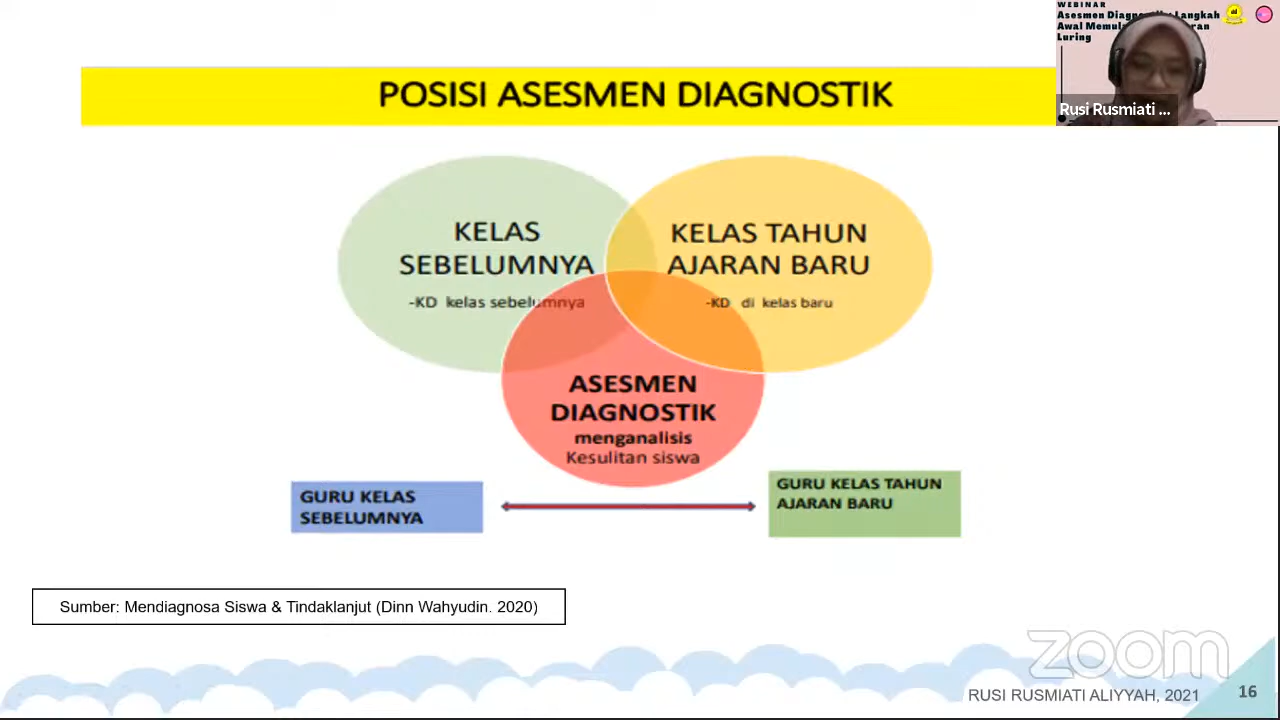 POSISI ASESMEN DIAGNOSTIK
WEBINAR
Asesmen Diagnostik: Langkah
Awal Memulai
Luring
Rusi Rusmiati ...
KELAS
SEBELUMNYA
-KD kelas sebelumnya
KELAS TAHUN
AJARAN BARU
-KD di kelas baru
ASESMEN
DIAGNOSTIK
menganalisis
Kesulitan siswa
GURU KELAS
SEBELUMNYA
GURU KELAS TAHUN
AJARAN BARU
Sumber: Mendiagnosa Siswa & Tindaklanjut (Dinn Wahyudin. 2020)
zoom
RUSI RUSMIATI ALIYYAH, 2021
16